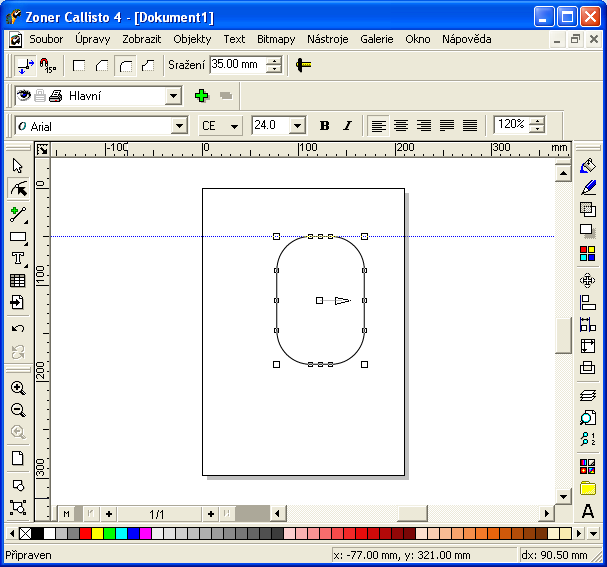 Zoner Callisto 4 - [Dokument1]
Soubor Úpravy Zobrazit Objekty Text Bitmapy Nástroje Galerie Okno Nápověda
15° Sražení 35.00 mm
Hlavní
O Arial CE 24.0 B I 120%
-100 0 100 200 300 mm
0
100
200
300
1/1
Připraven x: -77.00 mm, y: 321.00 mm dx: 90.50 mm